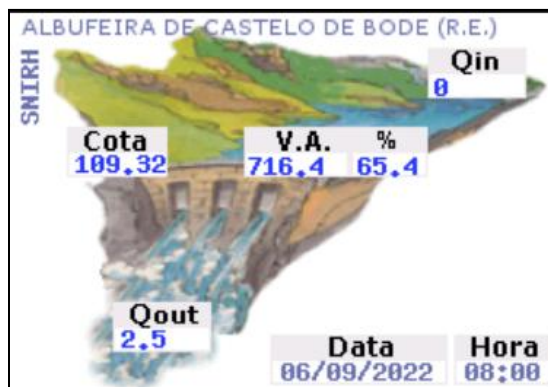 ALBUFEIRA DE CASTELO DE BODE (R.E.)
SNIRH
Qin
0
Cota V.A. %
109.32 716.4 65.4
Qout
2.5
Data Hora
06/09/2022 08:00